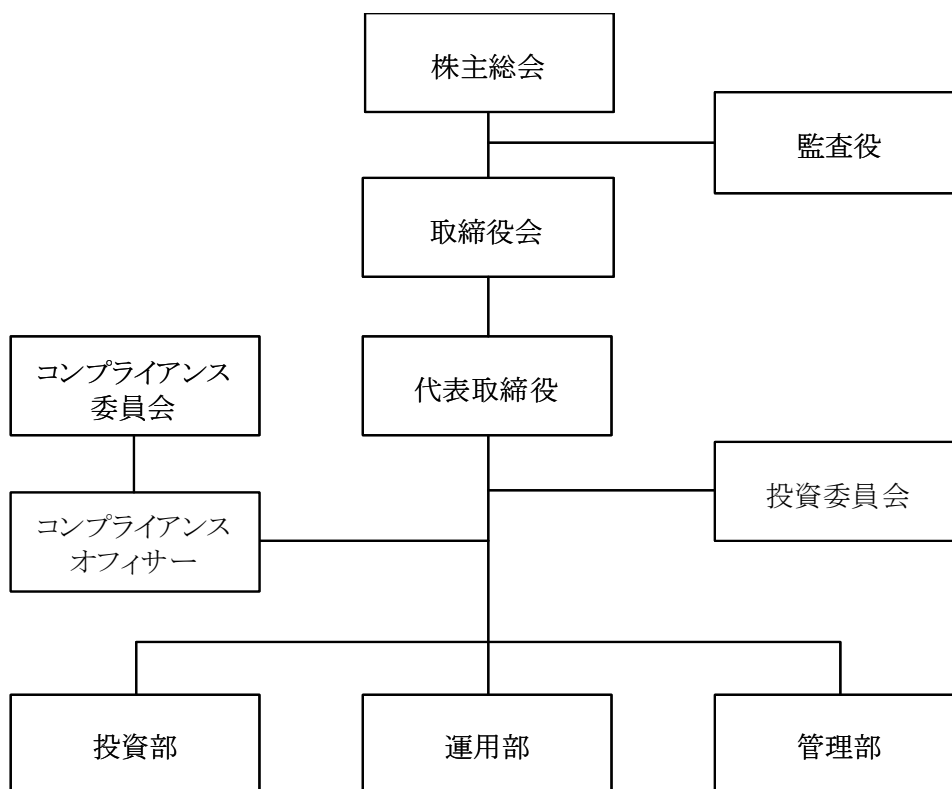 株主総会
監査役
取締役会
コンプライアンス
委員会
代表取締役
投資委員会
コンプライアンス
オフィサー
投資部
運用部
管理部